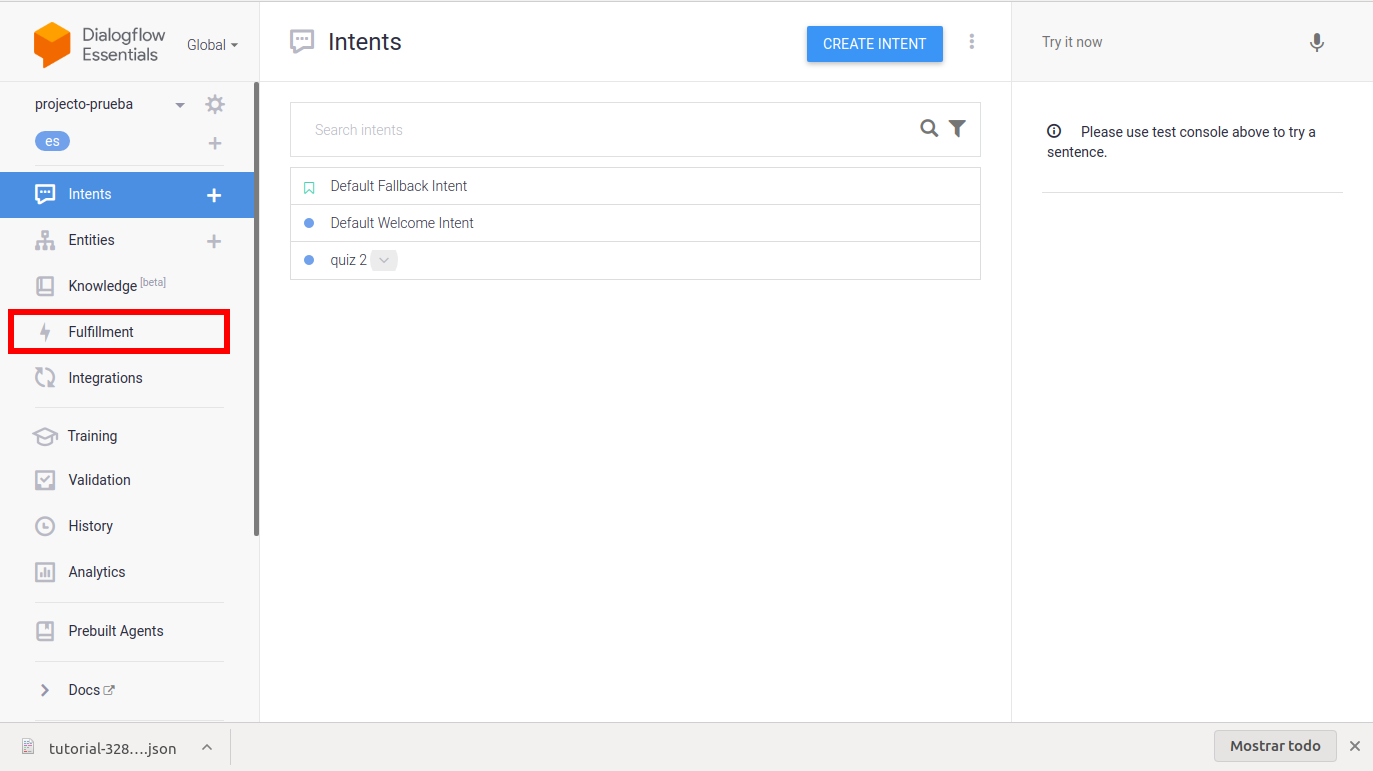 Dialogflow
Essentials
Global
projecto-prueba
es
Intents
Entities
Knowledge [beta]
Fulfillment
Integrations
Training
Validation
History
Analytics
Prebuilt Agents
Docs
Intents
CREATE INTENT
Search intents
Default Fallback Intent
Default Welcome Intent
quiz 2
Try it now
Please use test console above to try a
sentence.
tutorial-328....json
Mostrar todo